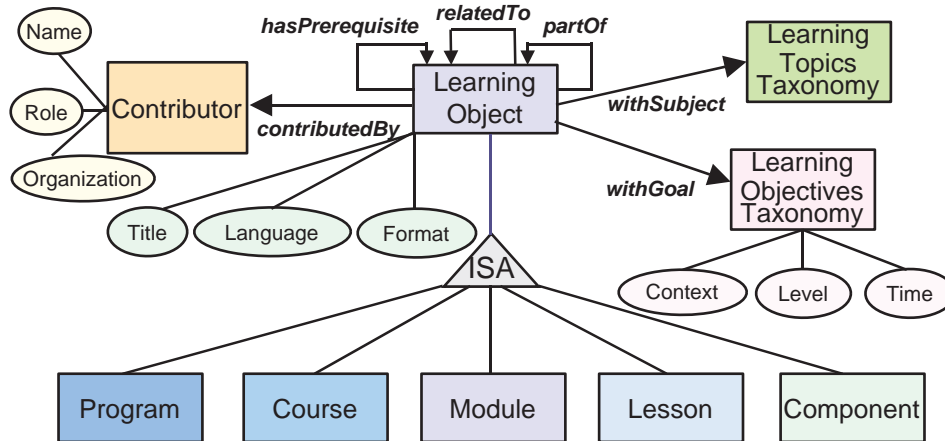 relatedTo
hasPrerequisite
partOf
Name
Learning
Object
Learning
Topics
Taxonomy
Contributor
Role
contributedBy
withSubject
Organization
Learning
Objectives
Taxonomy
withGoal
Title
Language
Format
ISA
Context
Level
Time
Program
Course
Module
Lesson
Component